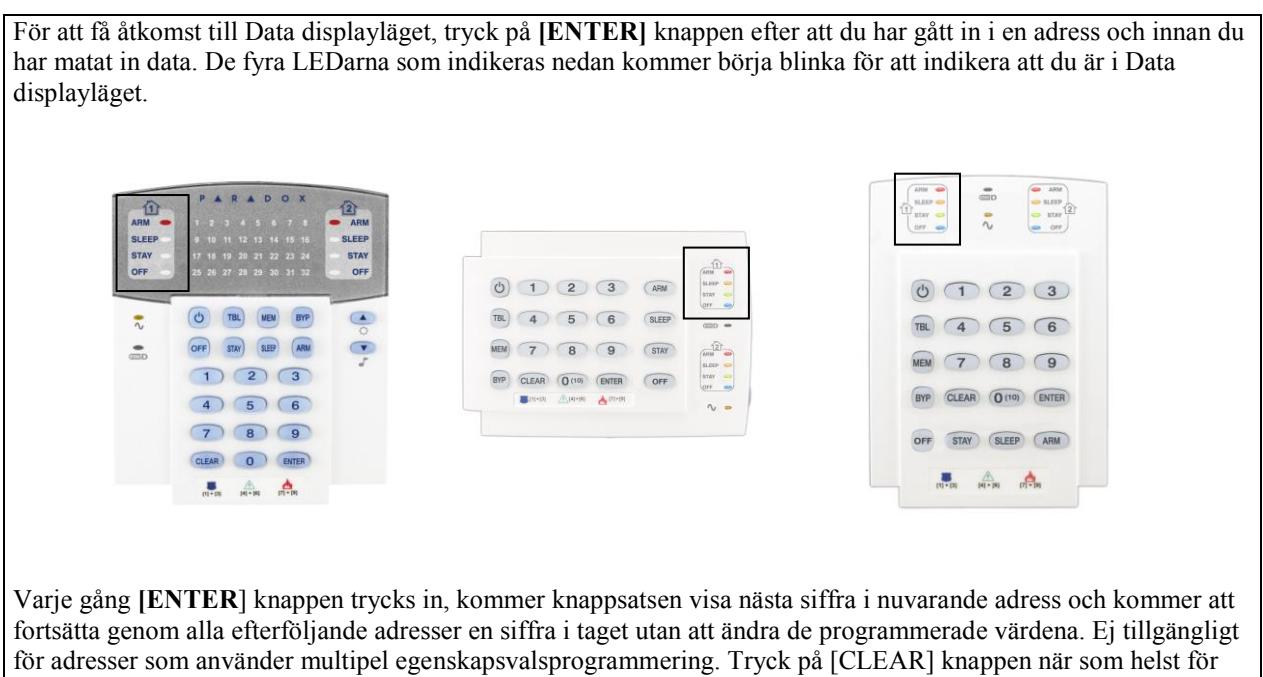 För att få åtkomst till Data displayläget, tryck på [ENTER] knappen efter att du har gått in i en adress och innan du
har matat in data. De fyra LEDarna som indikeras nedan kommer börja blinka för att indikera att du är i Data
displayläget.
P A R A D O X
1
ARM
SLEEP
STAY
OFF
1 2 3 4 5 6 7 8
9 10 11 12 13 14 15 16
17 18 19 20 21 22 23 24
25 26 27 28 29 30 31 32
2
ARM
SLEEP
STAY
OFF
TBL MEM BYP
OFF STAY SLEEP ARM
1 2 3
4 5 6
7 8 9
CLEAR 0 ENTER
[1] + [3] [4] + [6] [7] + [9]
1
ARM
SLEEP
STAY
OFF
1 2 3 ARM
TBL 4 5 6 SLEEP
MEM 7 8 9 STAY
BYP CLEAR 0 (10) ENTER OFF
[1]+[3] [4]+[6] [7]+[9]
2
ARM
SLEEP
STAY
OFF
1
ARM
SLEEP
STAY
OFF
2
ARM
SLEEP
STAY
OFF
1 2 3
TBL 4 5 6
MEM 7 8 9
BYP CLEAR 0 (10) ENTER
OFF STAY SLEEP ARM
[1] + [3] [4] + [6] [7] + [9]
Varje gång [ENTER] knappen trycks in, kommer knappsatsen visa nästa siffra i nuvarande adress och kommer att
fortsätta genom alla efterföljande adresser en siffra i taget utan att ändra de programmerade värdena. Ej tillgängligt
för adresser som använder multipel egenskapsvalsprogrammering. Tryck på [CLEAR] knappen när som helst för